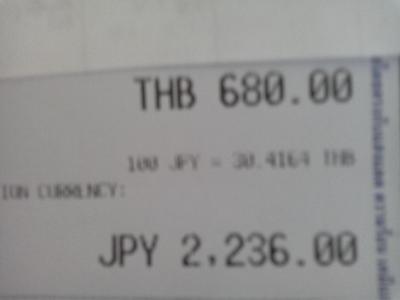 THB 680.00
100 JPY = 30.4164 THB
ION CURRENCY:
JPY 2,236.00